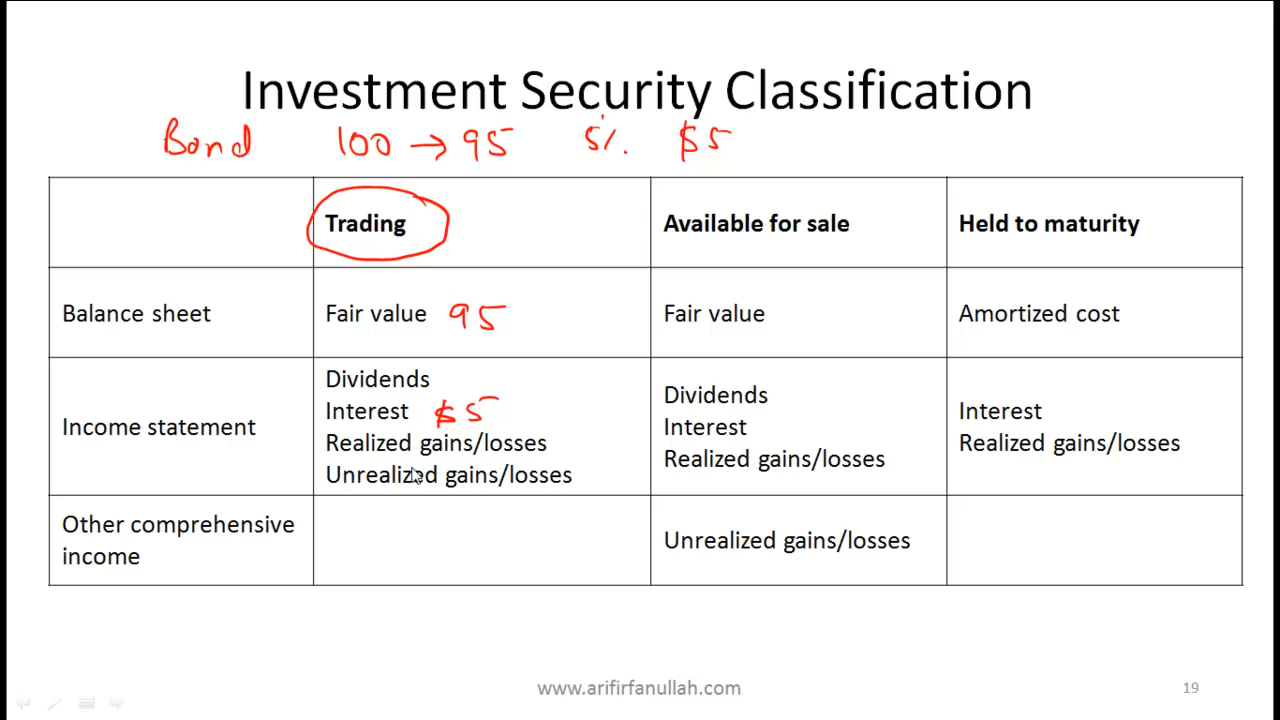 Investment Security Classification
Bond 100 → 95 5% $5
Trading Available for sale Held to maturity
Balance sheet Fair value 95 Fair value Amortized cost
Income statement
Dividends
Interest $5
Realized gains/losses
Unrealized gains/losses
Dividends
Interest
Realized gains/losses
Interest
Realized gains/losses
Other comprehensive
income
Unrealized gains/losses
www.arifirfanullah.com
19